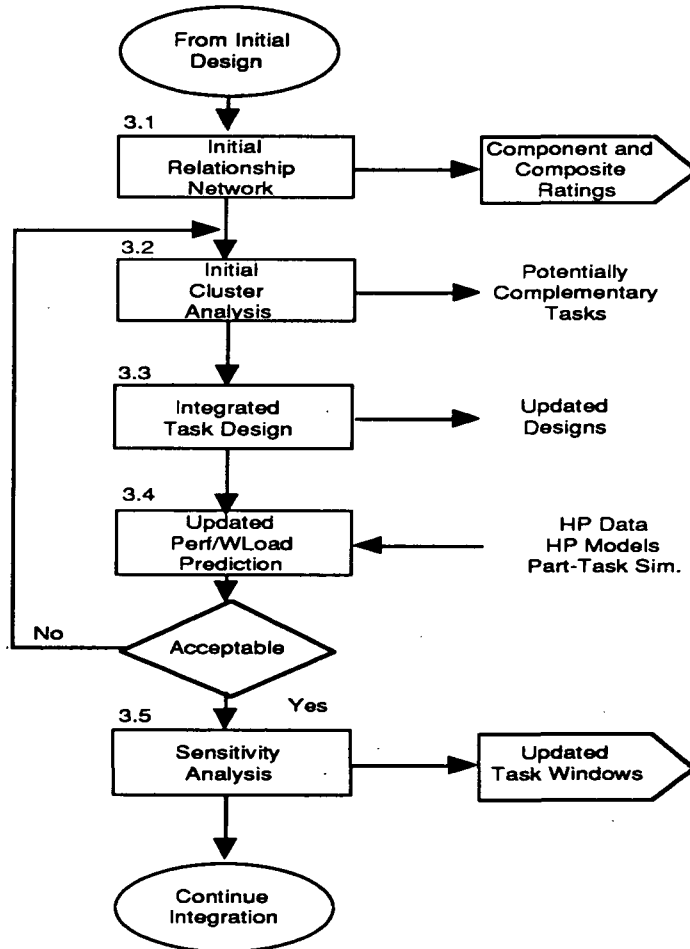 From Initial
Design
3.1
Initial
Relationship
Network
Component and
Composite
Ratings
3.2
Initial
Cluster
Analysis
Potentially
Complementary
Tasks
3.3
Integrated
Task Design
Updated
Designs
3.4
Updated
Perf/WLoad
Prediction
HP Data
HP Models
Part-Task Sim.
No
Acceptable
Yes
3.5
Sensitivity
Analysis
Updated
Task Windows
Continue
Integration